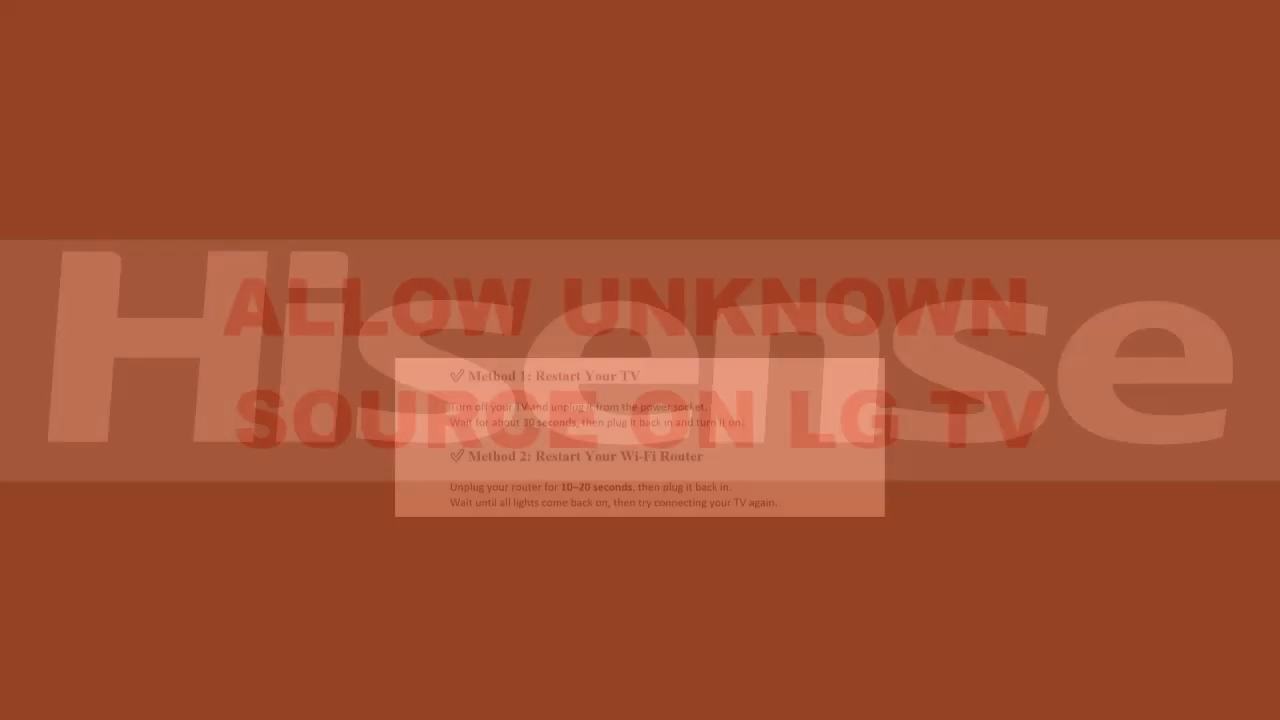 Hisense
ALLOW UNKNOWN
SOURCE ON LG TV
✓ Method 1: Restart Your TV
Turn off your TV and unplug it from the power socket.
Wait for about 10 seconds, then plug it back in and turn it on.
✓ Method 2: Restart Your Wi-Fi Router
Unplug your router for 10–20 seconds, then plug it back in.
Wait until all lights come back on, then try connecting your TV again.